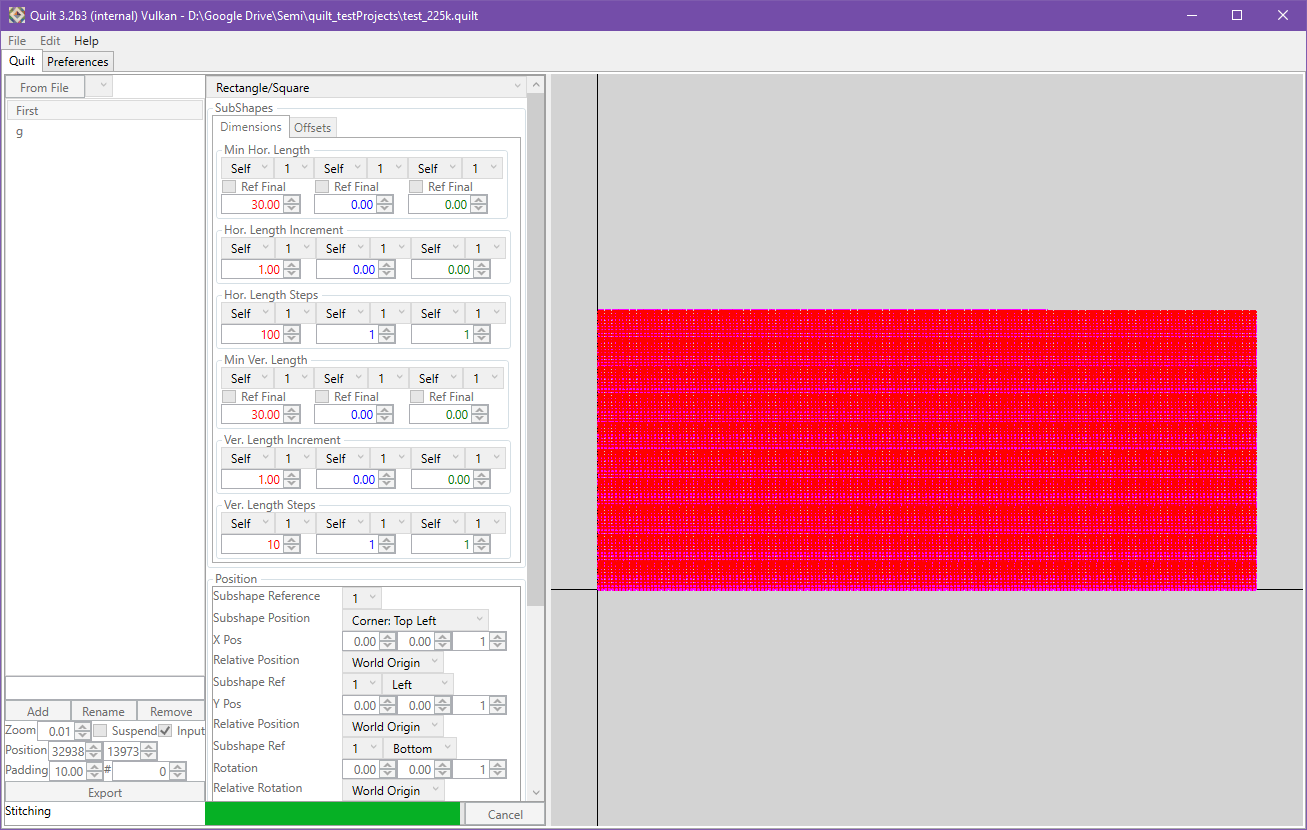 Quilt 3.2b3 (internal) Vulkan - D:\Google Drive\Semi\quilt_testProjects\test_225k.quilt
File Edit Help
Quilt Preferences
From File
First
g
Add Rename Remove
Zoom 0.01 Suspend Input
Position 32938 13973
Padding 10.00 # 0
Export
Stitching
Rectangle/Square
SubShapes
Dimensions Offsets
Min Hor. Length
Self 1 Self 1 Self 1
Ref Final Ref Final Ref Final
30.00 0.00 0.00
Hor. Length Increment
Self 1 Self 1 Self 1
1.00 0.00 0.00
Hor. Length Steps
Self 1 Self 1 Self 1
100 1 1
Min Ver. Length
Self 1 Self 1 Self 1
Ref Final Ref Final Ref Final
30.00 0.00 0.00
Ver. Length Increment
Self 1 Self 1 Self 1
1.00 0.00 0.00
Ver. Length Steps
Self 1 Self 1 Self 1
10 1 1
Position
Subshape Reference 1
Subshape Position Corner: Top Left
X Pos 0.00 0.00 1
Relative Position World Origin
Subshape Ref 1 Left
Y Pos 0.00 0.00 1
Relative Position World Origin
Subshape Ref 1 Bottom
Rotation 0.00 0.00 1
Relative Rotation World Origin
Cancel